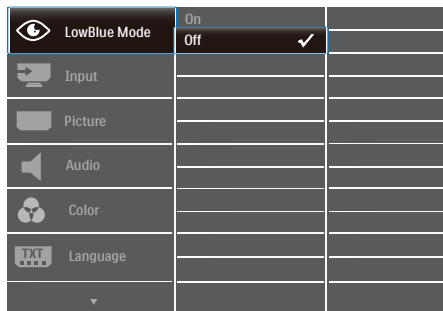 LowBlue Mode
On
Off
Input
Picture
Audio
Color
TXT
Language